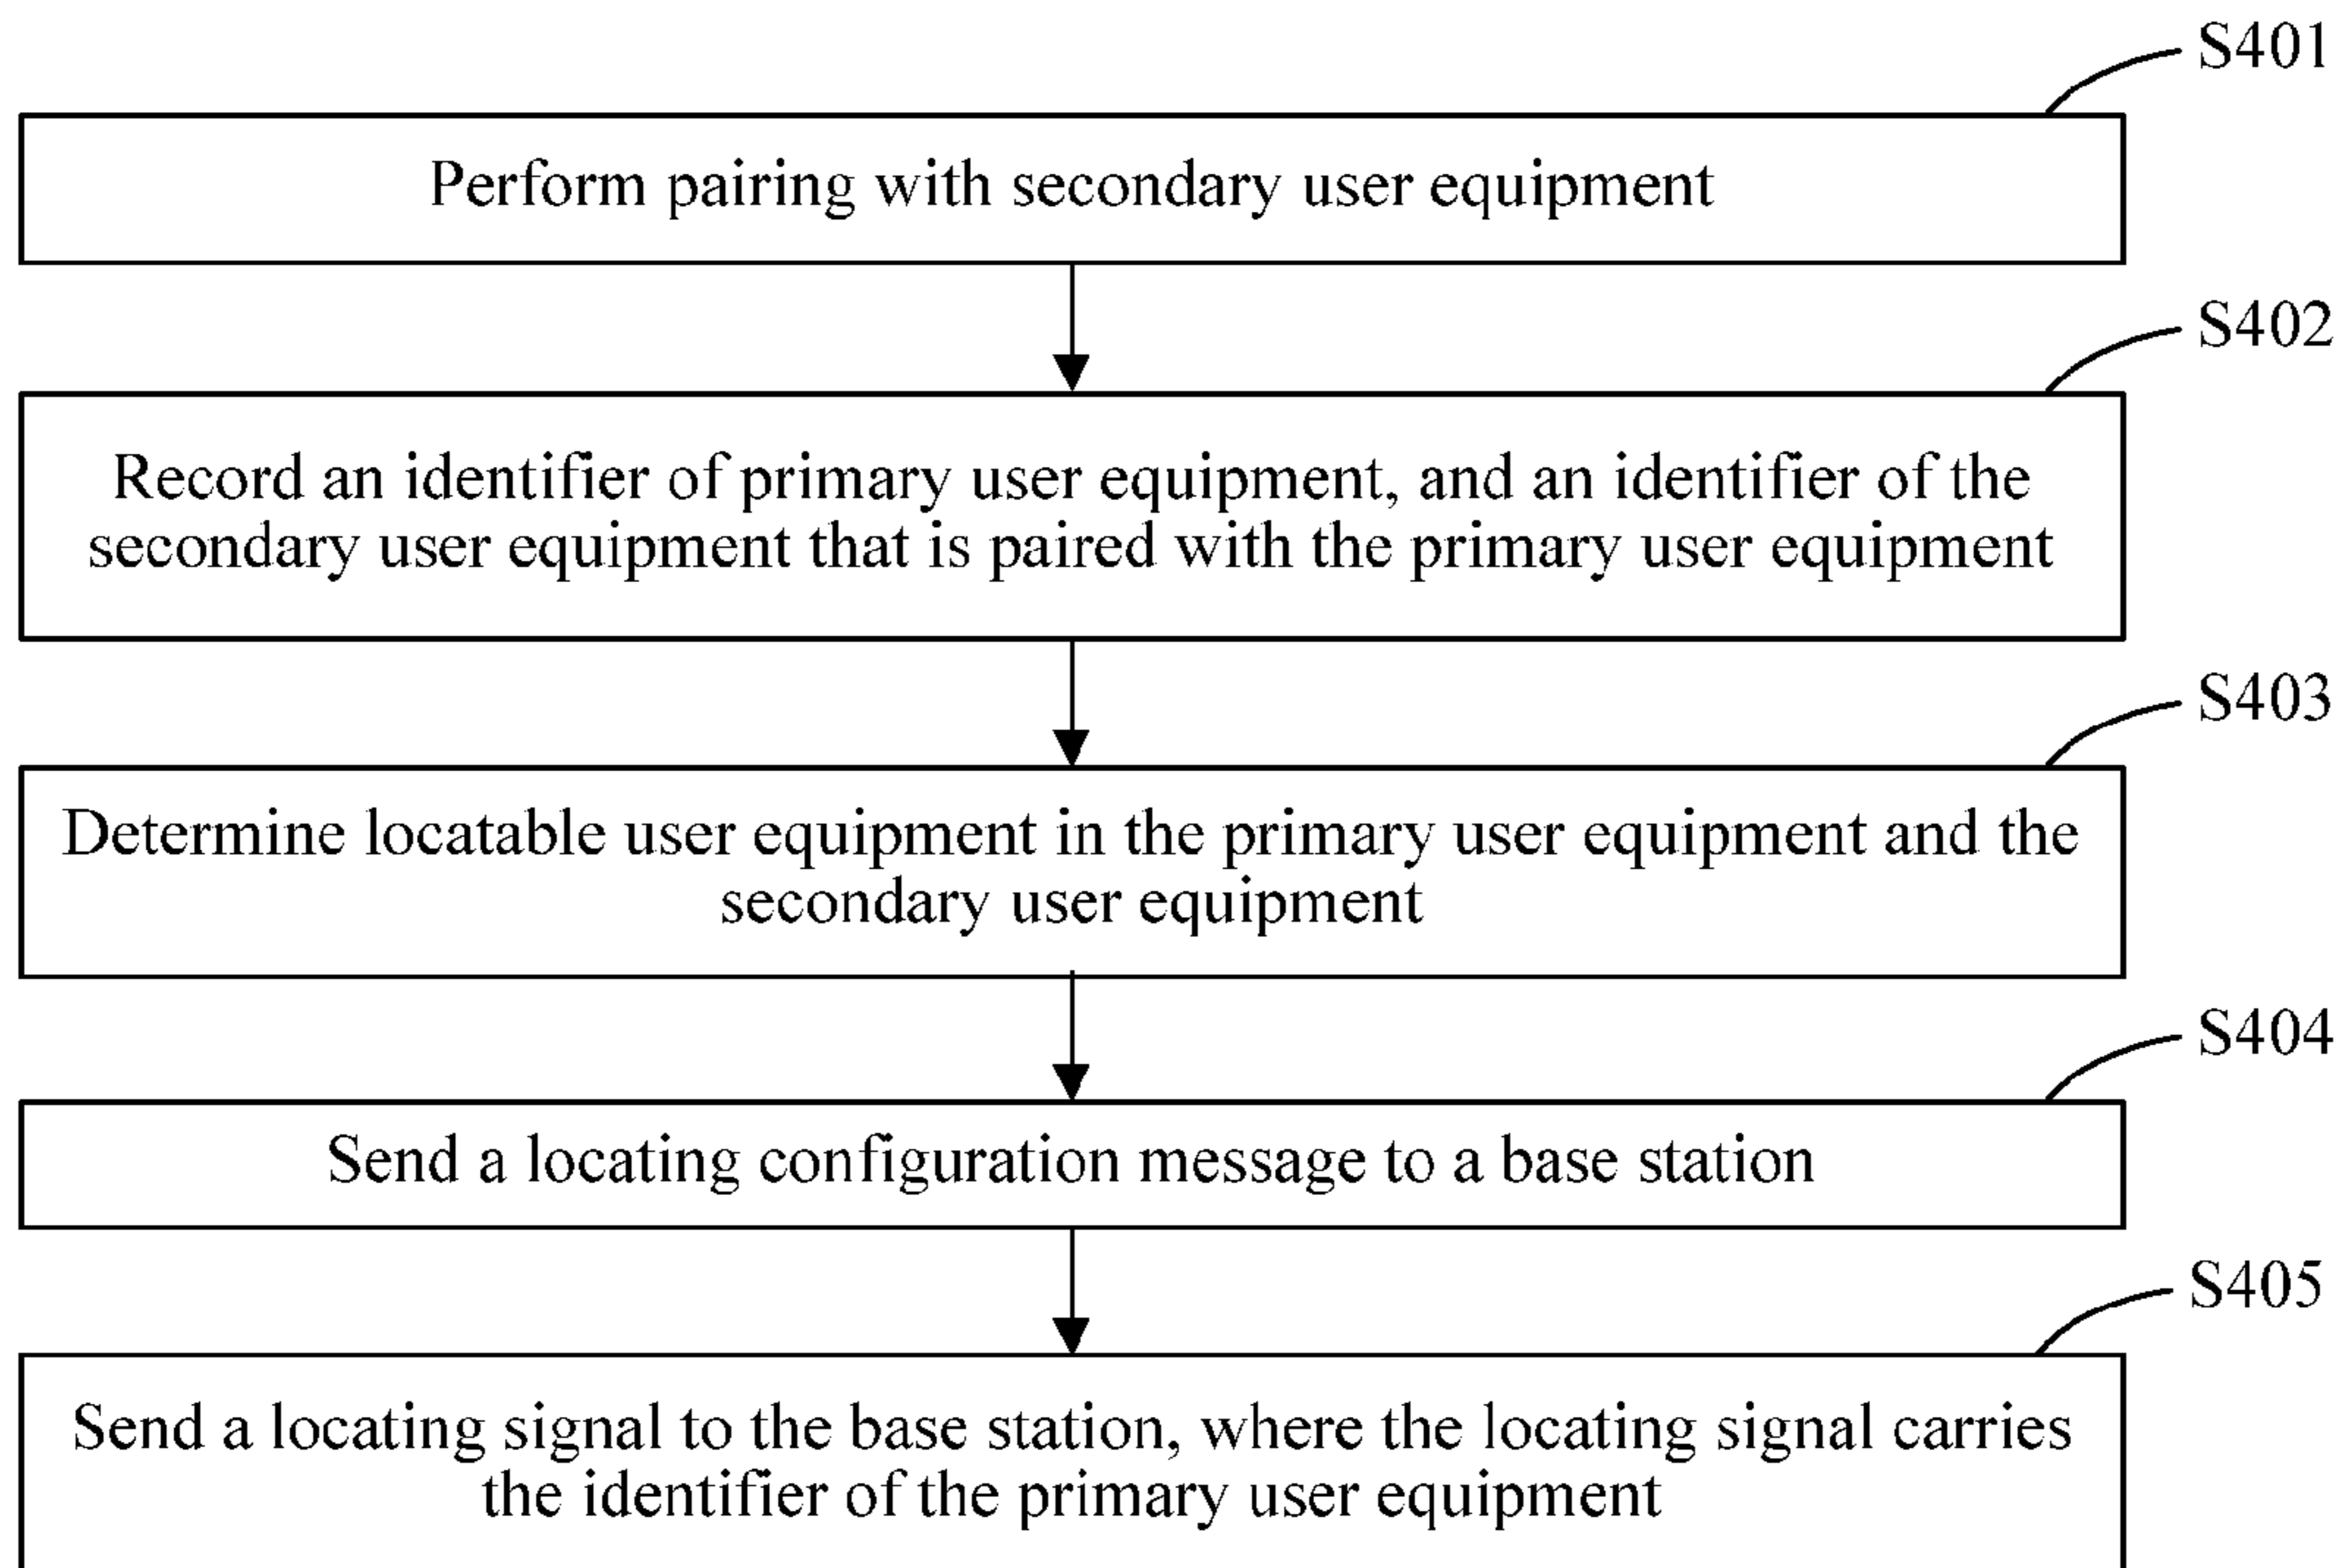 S401
Perform pairing with secondary user equipment
S402
Record an identifier of primary user equipment, and an identifier of the
secondary user equipment that is paired with the primary user equipment
S403
Determine locatable user equipment in the primary user equipment and the
secondary user equipment
S404
Send a locating configuration message to a base station
S405
Send a locating signal to the base station, where the locating signal carries
the identifier of the primary user equipment